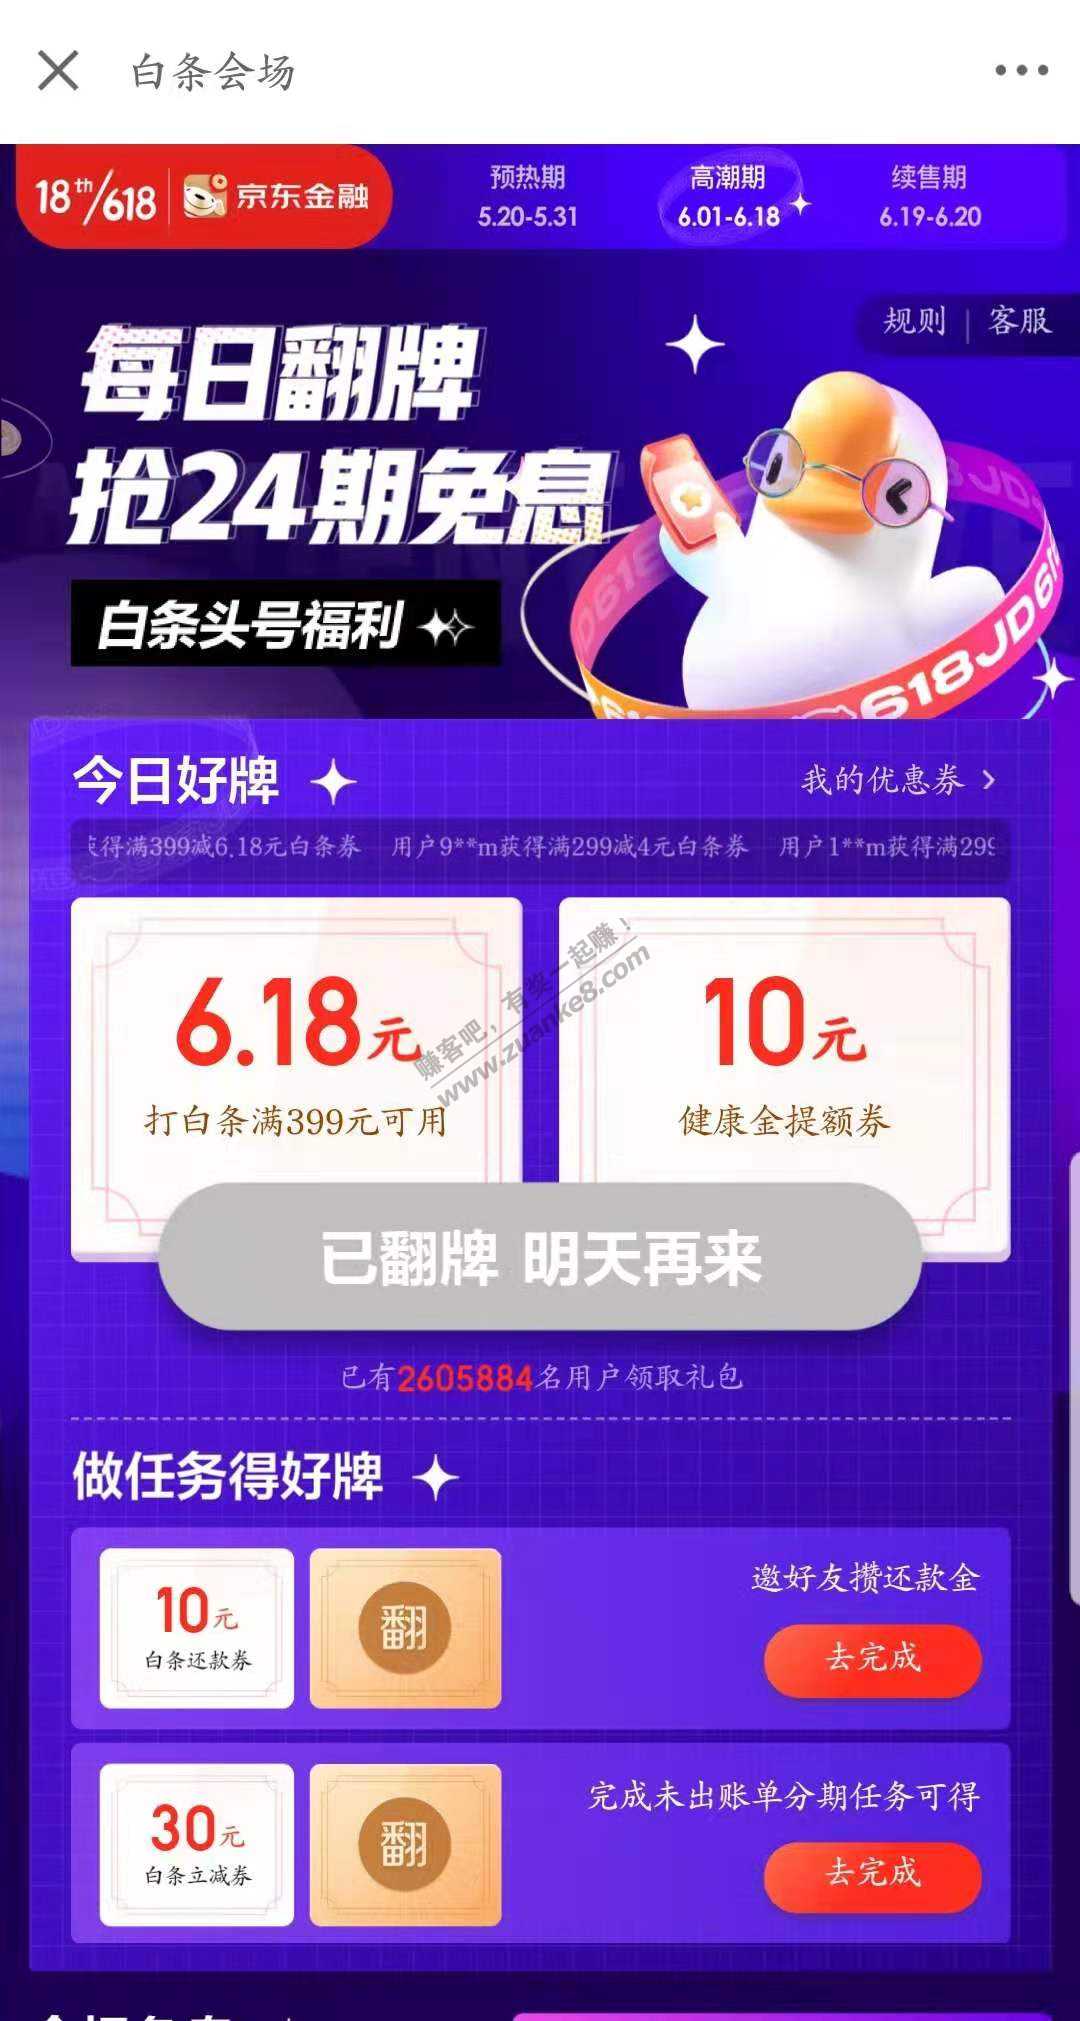 白条会场
18th/618 京东金融
预热期
5.20-5.31
高潮期
6.01-6.18
续售期
6.19-6.20
规则 | 客服
每日翻牌
抢24期免息
白条头号福利
618JD618
今日好牌
我的优惠券 >
获得满399减6.18元白条券 用户9**m获得满299减4元白条券 用户1**m获得满299
6.18元
打白条满399元可用
10元
健康金提额券
赚客吧，有奖一起赚！
www.zuanke8.com
已翻牌 明天再来
已有2605884名用户领取礼包
做任务得好牌
10元
白条还款券
翻
邀好友攒还款金
去完成
30元
白条立减券
翻
完成未出账单分期任务可得
去完成